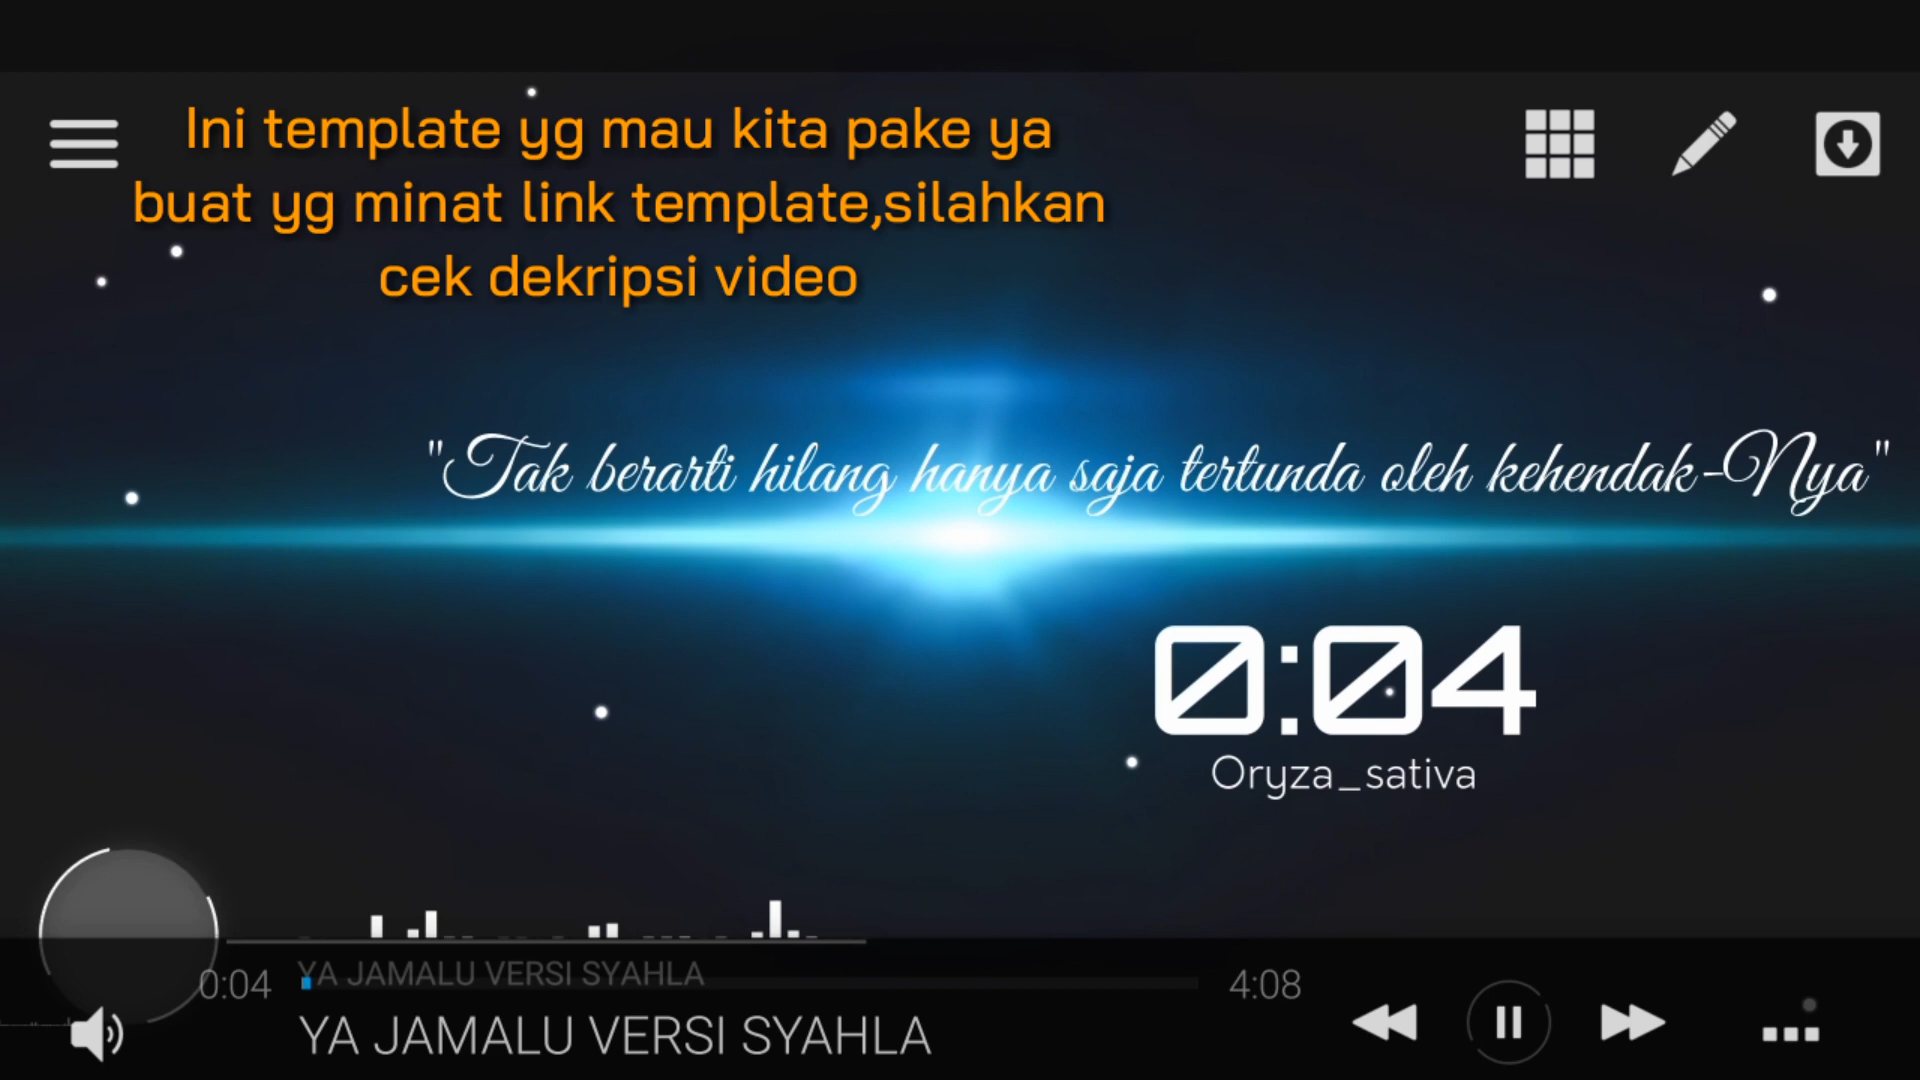 Ini template yg mau kita pake ya
buat yg minat link template,silahkan
cek dekripsi video
"Tak berarti hilang hanya saja tertunda oleh kehendak-Nya"
0:04
Oryza_sativa
0:04
YA JAMALU VERSI SYAHLA
4:08
YA JAMALU VERSI SYAHLA